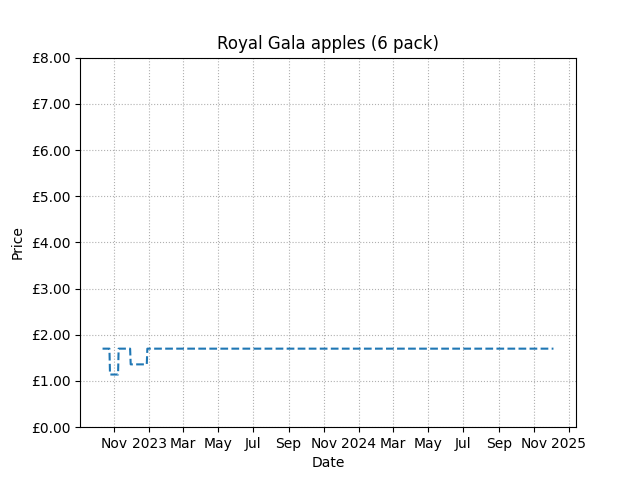 Royal Gala apples (6 pack)
£8.00
£7.00
£6.00
£5.00
£4.00
£3.00
£2.00
£1.00
£0.00
Price
Nov 2023 Mar May Jul Sep Nov 2024 Mar May Jul Sep Nov 2025
Date